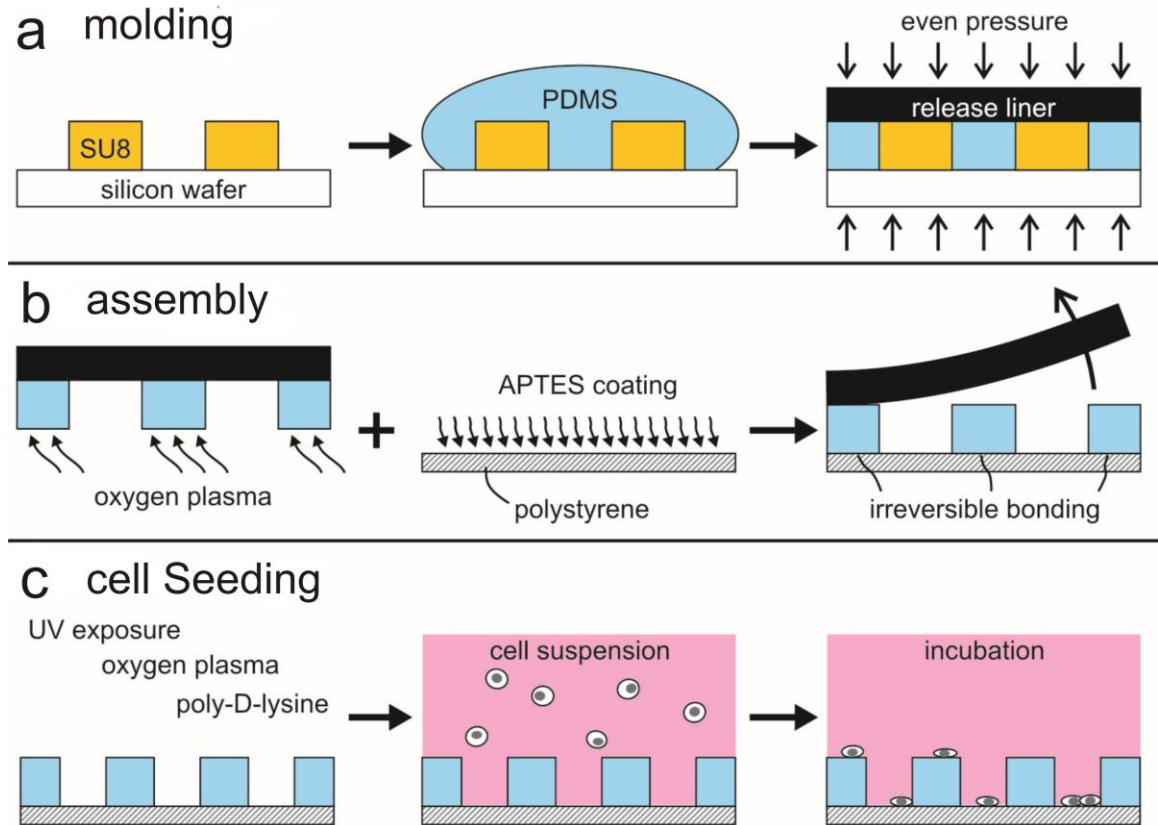 a molding
even pressure
PDMS
release liner
SU8
silicon wafer
b assembly
APTES coating
oxygen plasma
polystyrene
irreversible bonding
c cell Seeding
UV exposure
oxygen plasma
poly-D-lysine
cell suspension
incubation